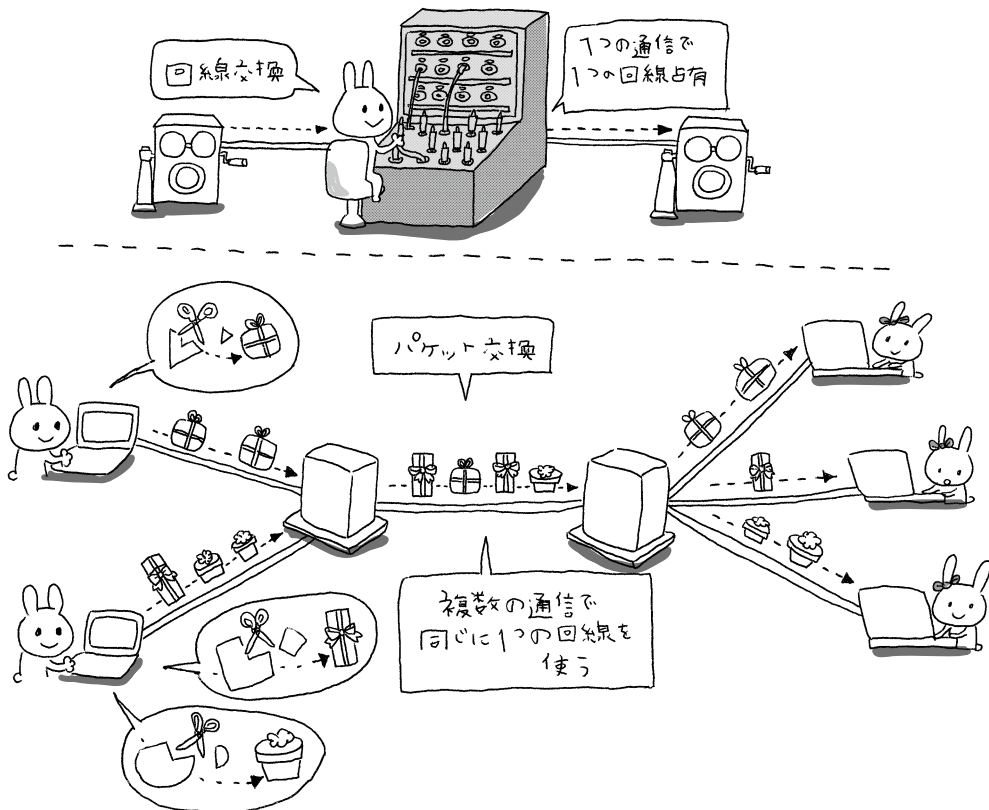 回線交換
1つの通信で
1つの回線占有
パケット交換
複数の通信で
同じに1つの回線を
使う